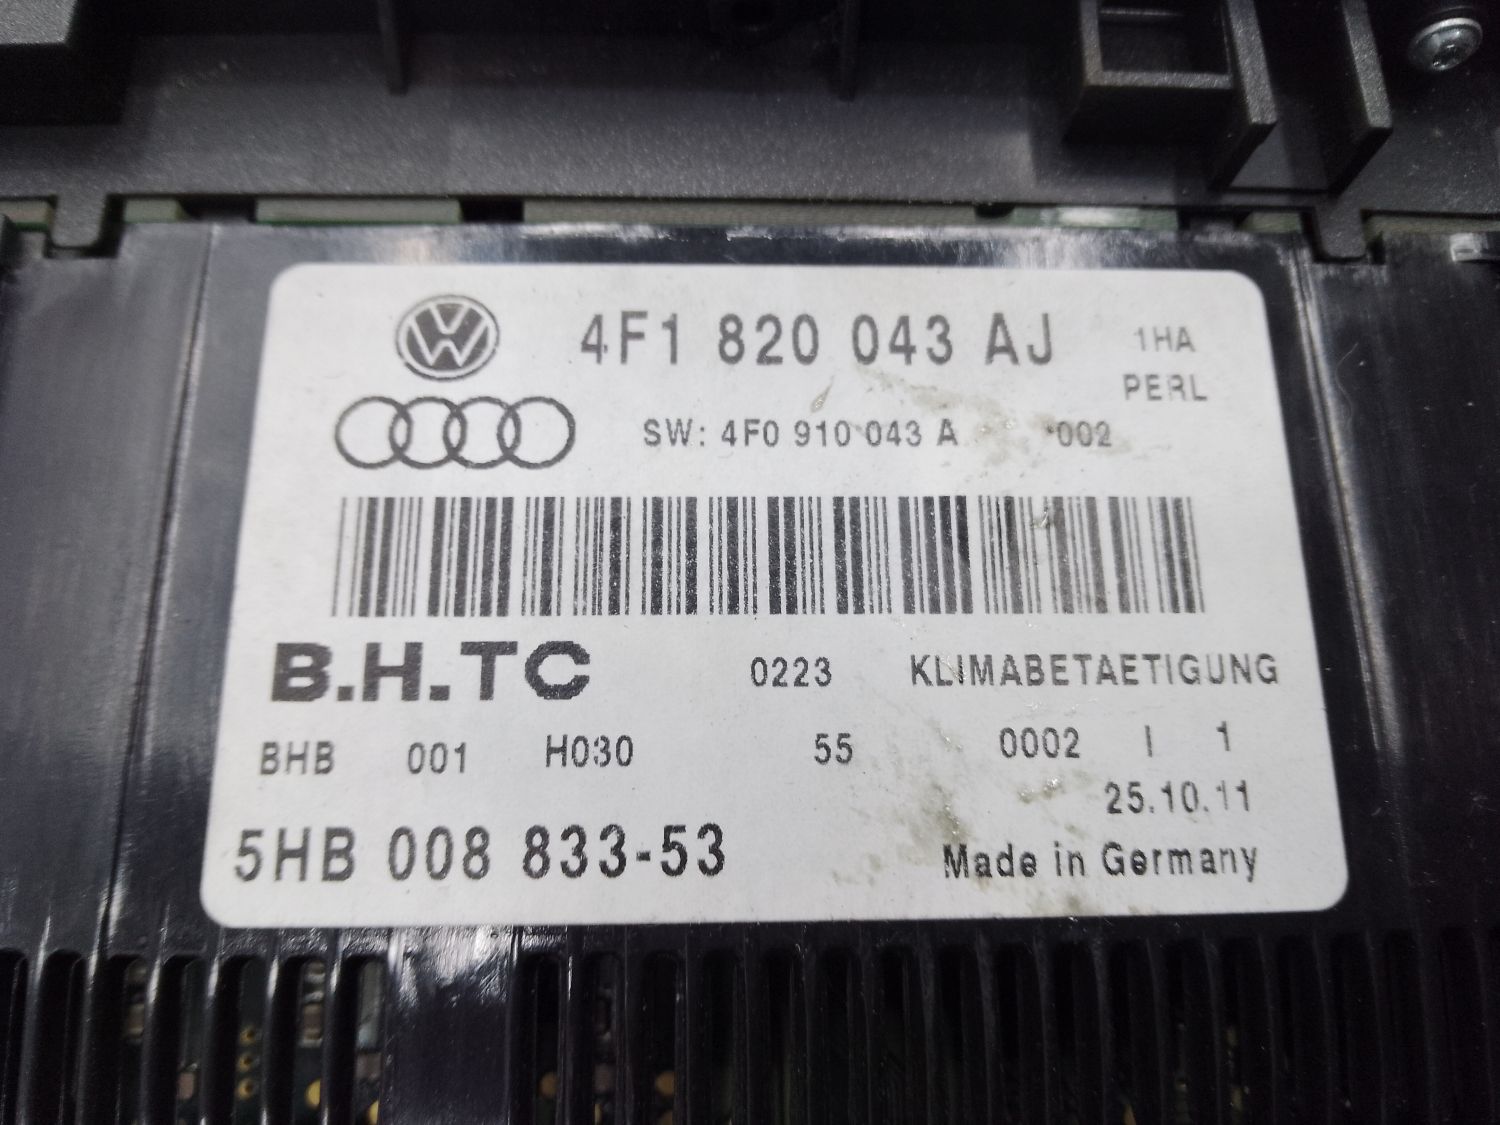 4F1 820 043 AJ 1HA
PERL
SW: 4F0 910 043 A 002
B.H.TC 0223 KLIMABETAETIGUNG
BHB 001 H030 55 0002 I 1
25.10.11
5HB 008 833-53 Made in Germany